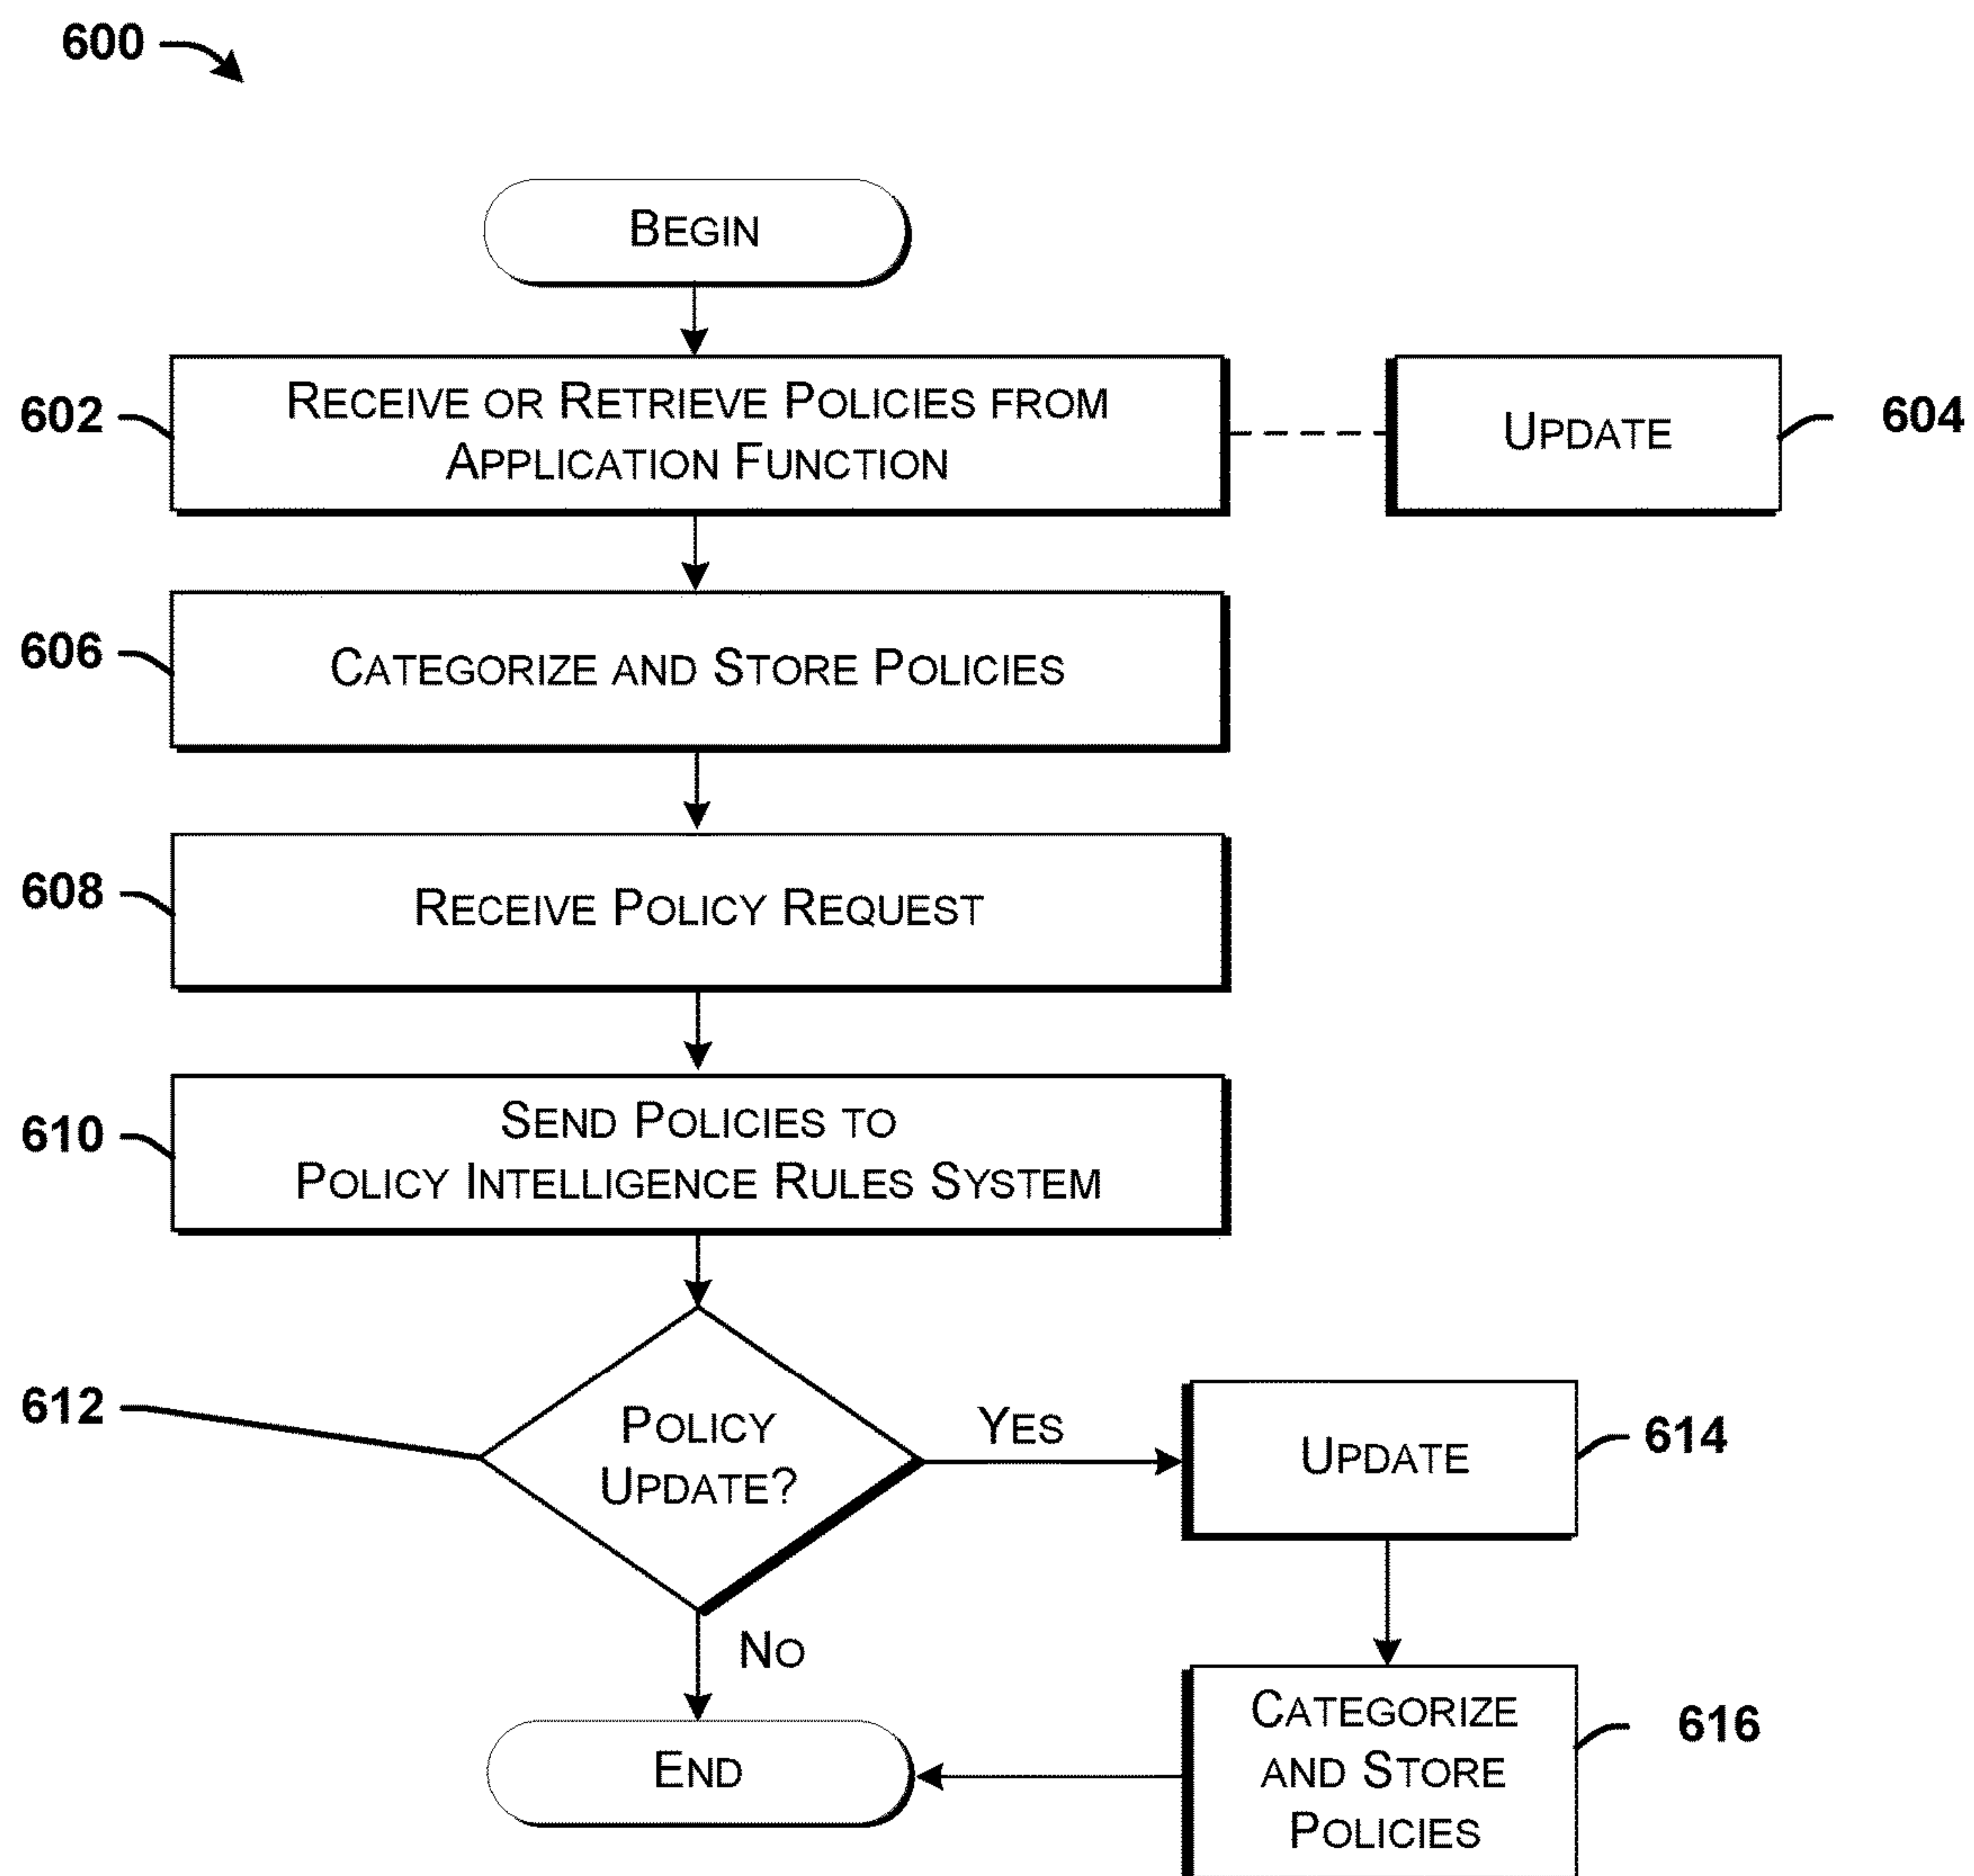 600
BEGIN
602
RECEIVE OR RETRIEVE POLICIES FROM
APPLICATION FUNCTION
UPDATE
604
606
CATEGORIZE AND STORE POLICIES
608
RECEIVE POLICY REQUEST
610
SEND POLICIES TO
POLICY INTELLIGENCE RULES SYSTEM
612
POLICY
UPDATE?
YES
UPDATE
614
NO
END
CATEGORIZE
AND STORE
POLICIES
616